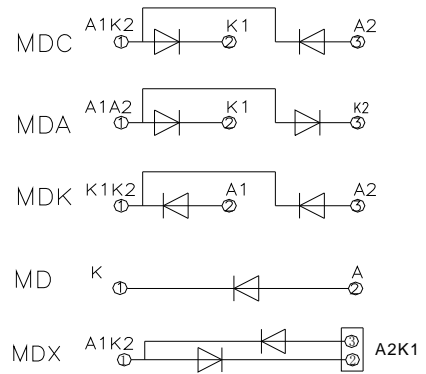 A1K2 K1 A2
MDC ① ② ③
A1A2 K1 K2
MDA ① ② ③
K1K2 A1 A2
MDK ① ② ③
MD K A
① ②
MDX A1K2 ③ A2K1
① ②